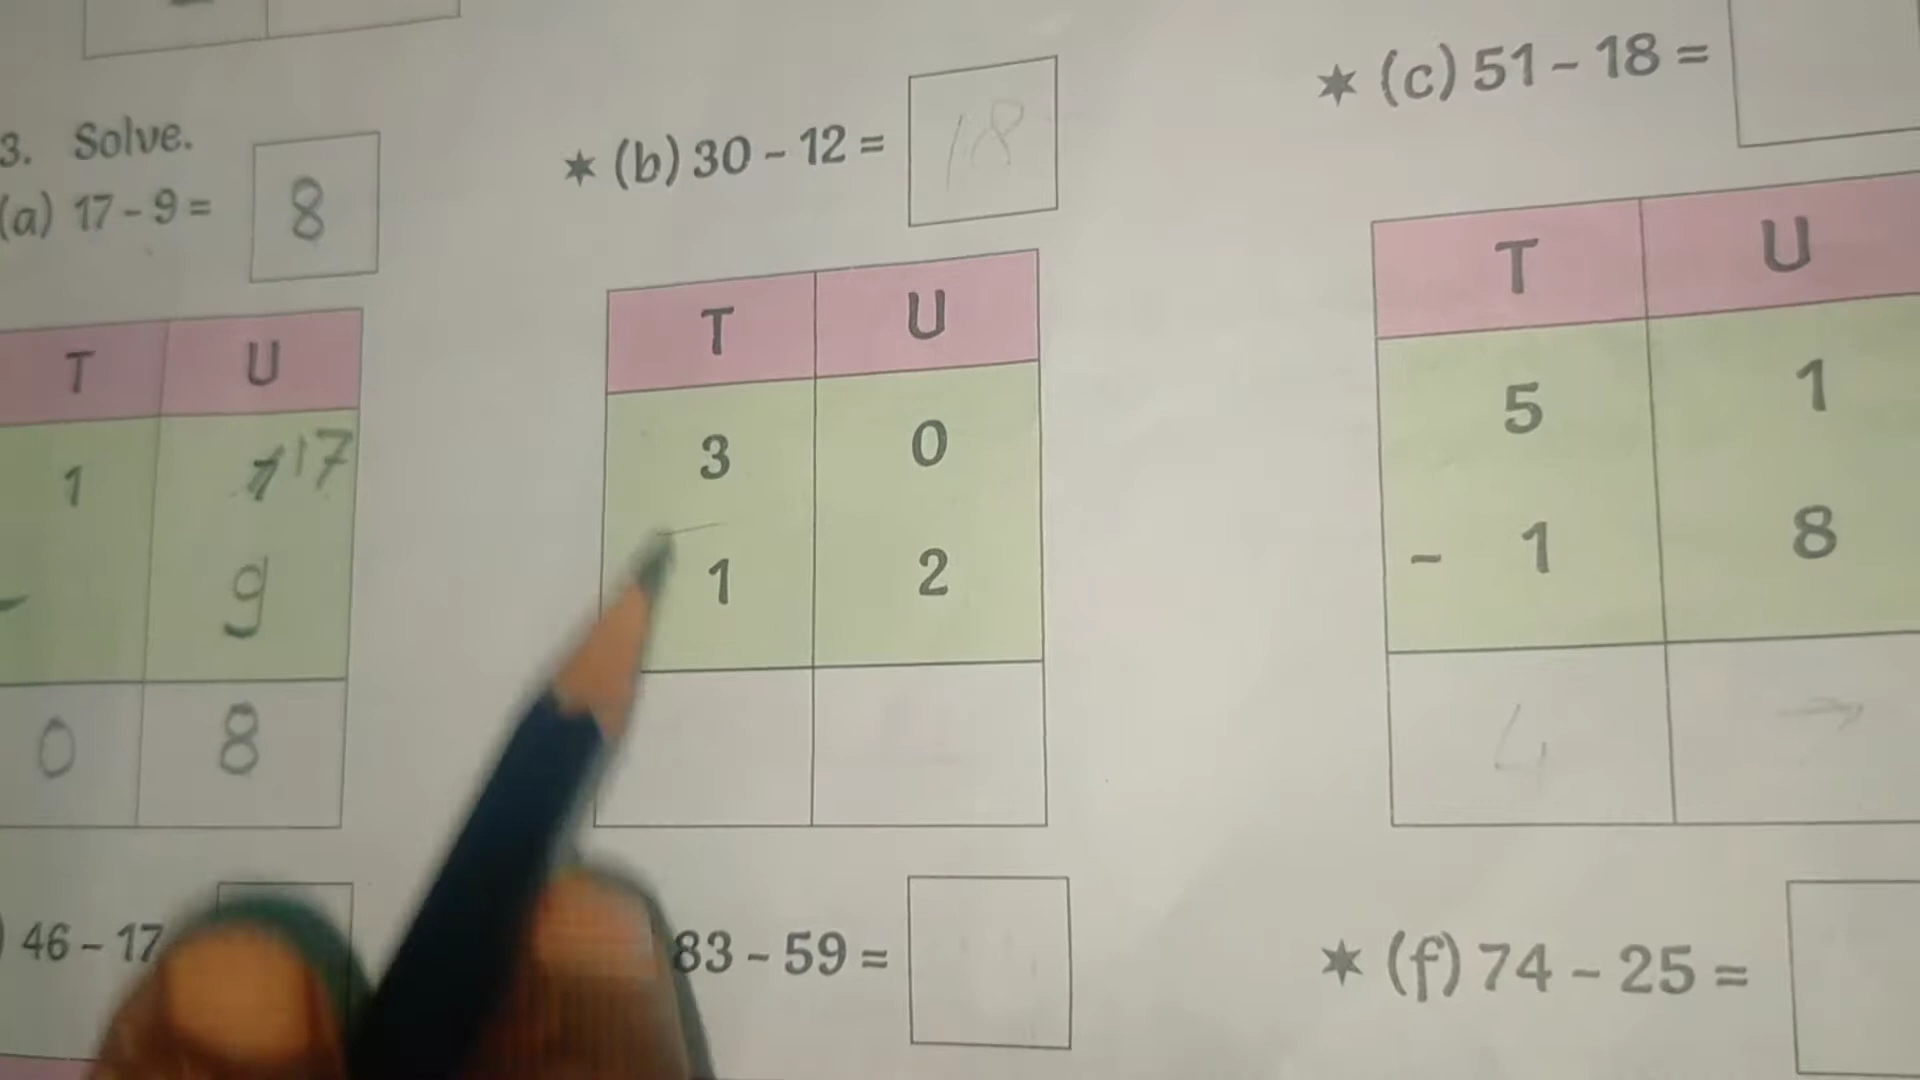 3. Solve.
(a) 17 - 9 = 8
T U
1 7 17
- 9
0 8
★ (b) 30 - 12 = 18
T U
3 0
1 2
★ (c) 51 - 18 =
T U
5 1
- 1 8
4
46 - 17
83 - 59 =
★ (f) 74 - 25 =